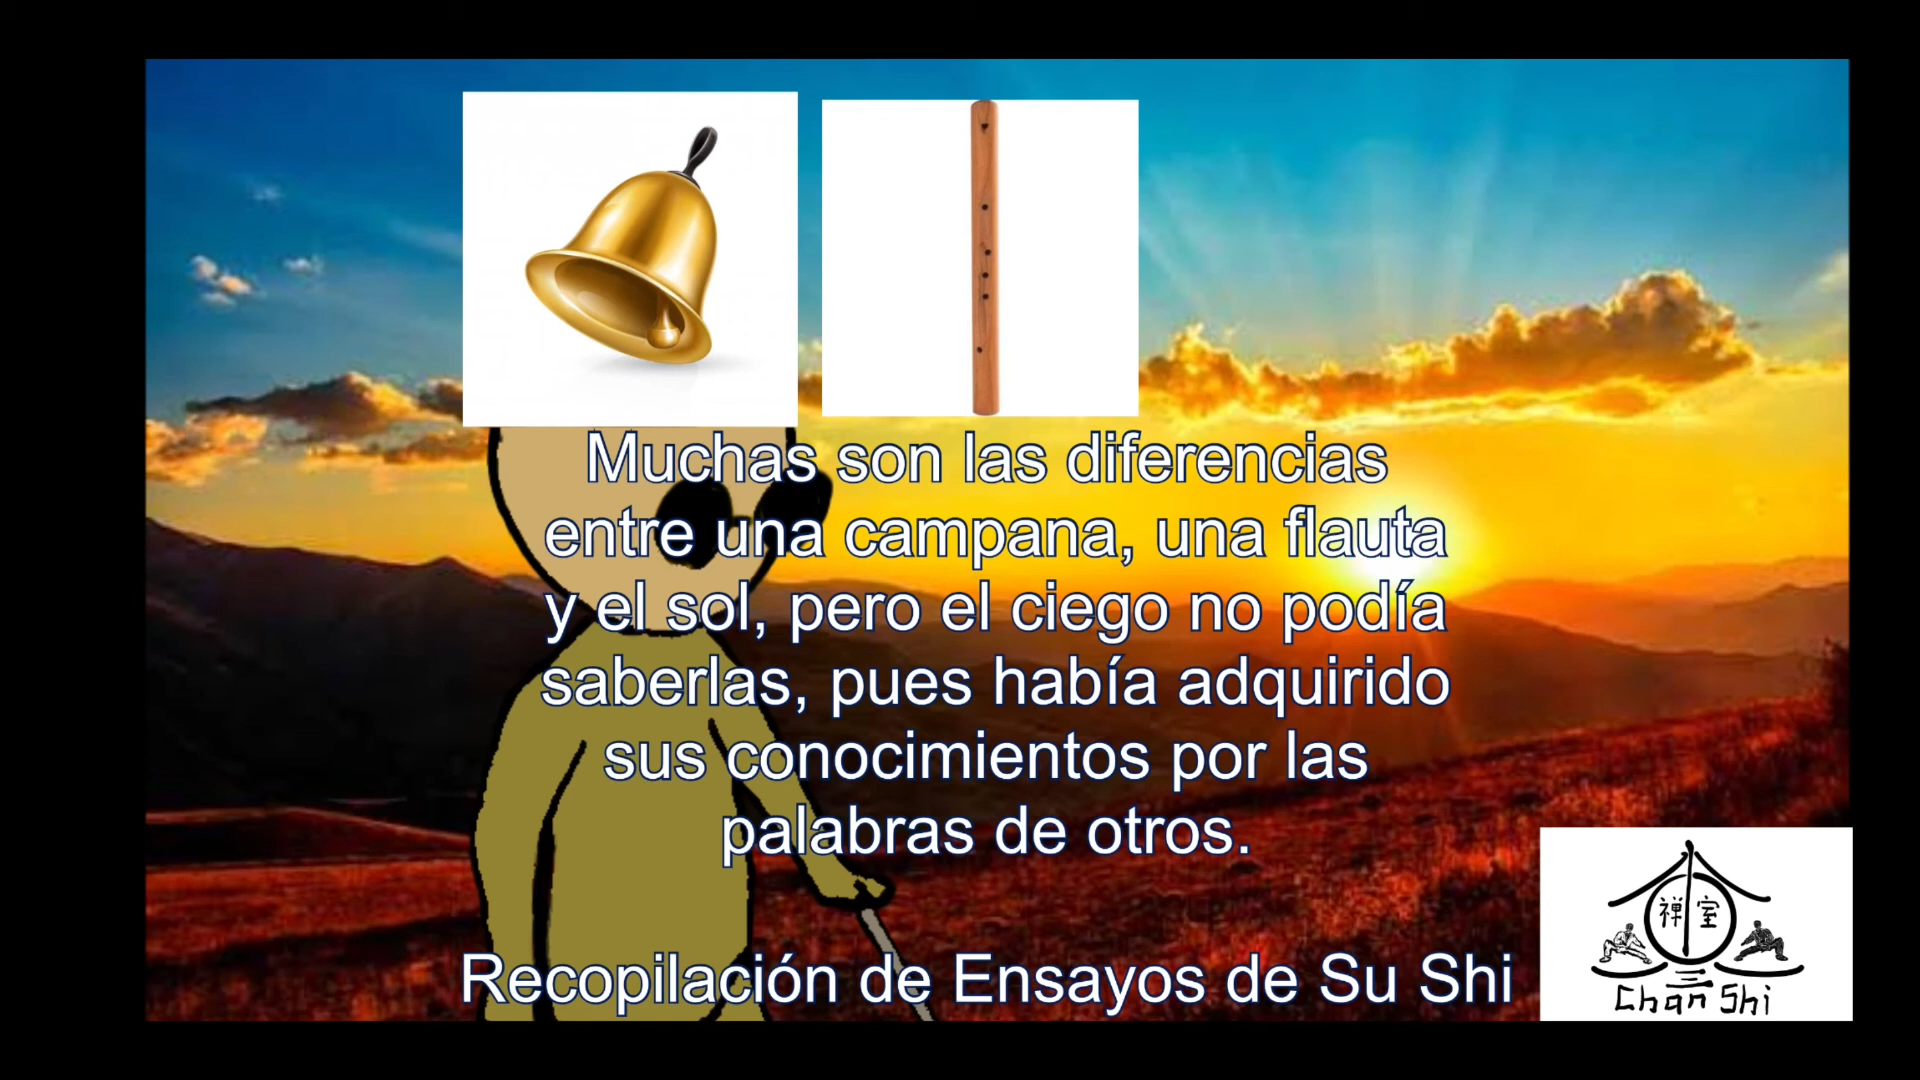 Muchas son las diferencias
entre una campana, una flauta
y el sol, pero el ciego no podía
saberlas, pues había adquirido
sus conocimientos por las
palabras de otros.
Recopilación de Ensayos de Su Shi
禅室
Chan Shi